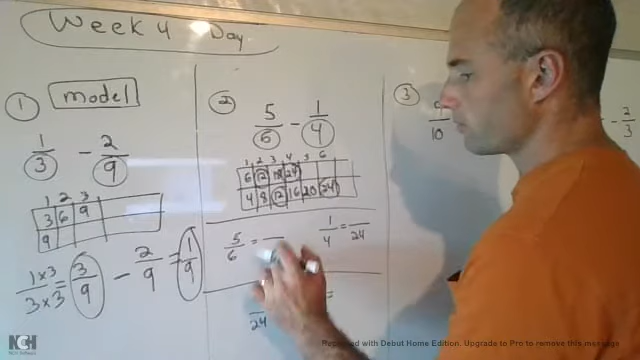 Week 4 Day
① model
1/3 - 2/9
1 2 3
3 6 9
9
1×3/3×3 = 3/9 - 2/9 = 1/9
②
5/6 - 1/4
1 2 3 4 5 6
6 12 18 24
4 8 12 16 20 24
5/6 = 
1/4 = /24
/24
=
③
/10
- 2/3
NCH
NCH Software
Recorded with Debut Home Edition. Upgrade to Pro to remove this message